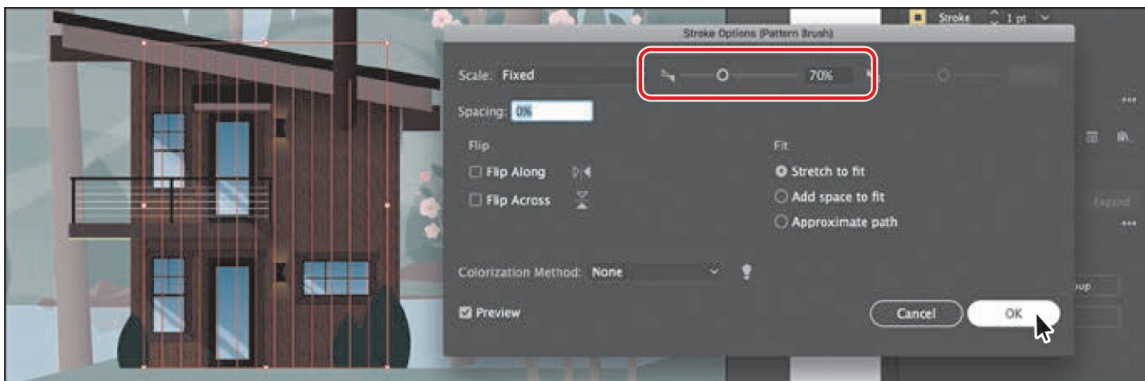 Stroke 1 pt
Stroke Options (Pattern Brush)
Scale: Fixed 70%
Spacing: 0%
Flip Fit
Flip Along Stretch to fit
Flip Across Add space to fit
Approximate path
Expand
Colorization Method: None
Preview Cancel OK